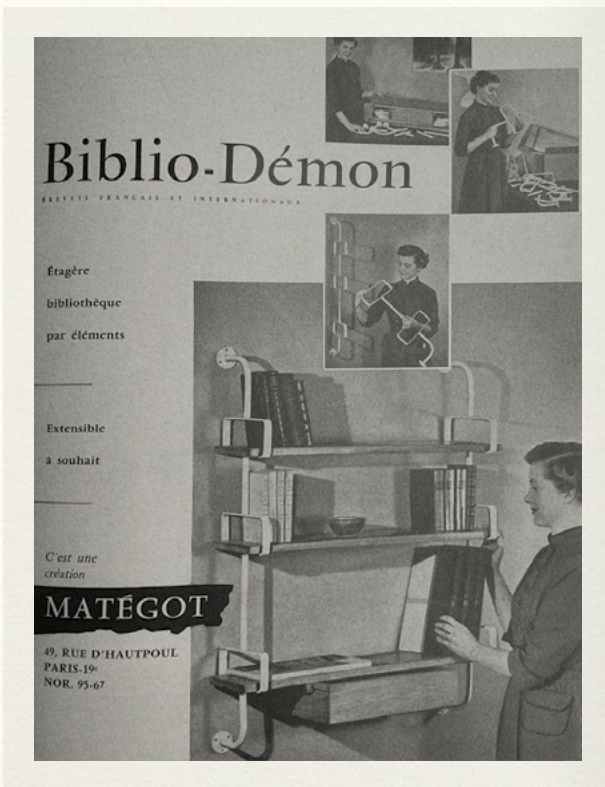 Biblio-Démon
BREVETS FRANÇAIS ET INTERNATIONAUX
Étagère
bibliothèque
par éléments
Extensible
à souhait
C'est une
création
MATÉGOT
49, RUE D'HAUTPOUL
PARIS-19ᵉ
NOR. 95-67